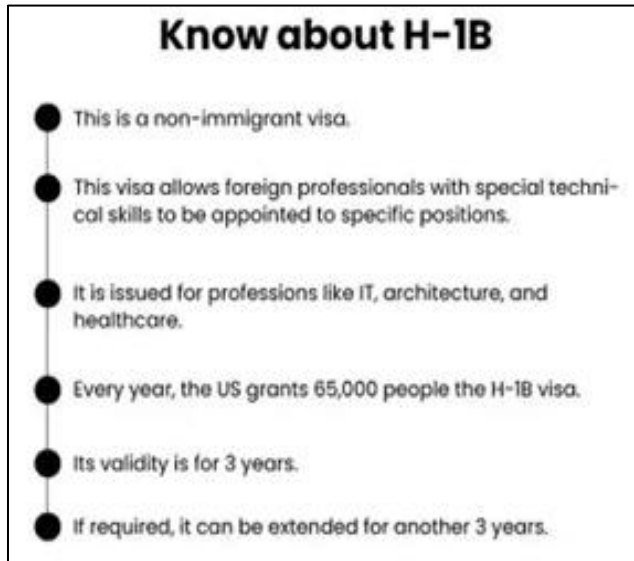 Know about H-1B
This is a non-immigrant visa.
This visa allows foreign professionals with special techni-
cal skills to be appointed to specific positions.
It is issued for professions like IT, architecture, and
healthcare.
Every year, the US grants 65,000 people the H-1B visa.
Its validity is for 3 years.
If required, it can be extended for another 3 years.